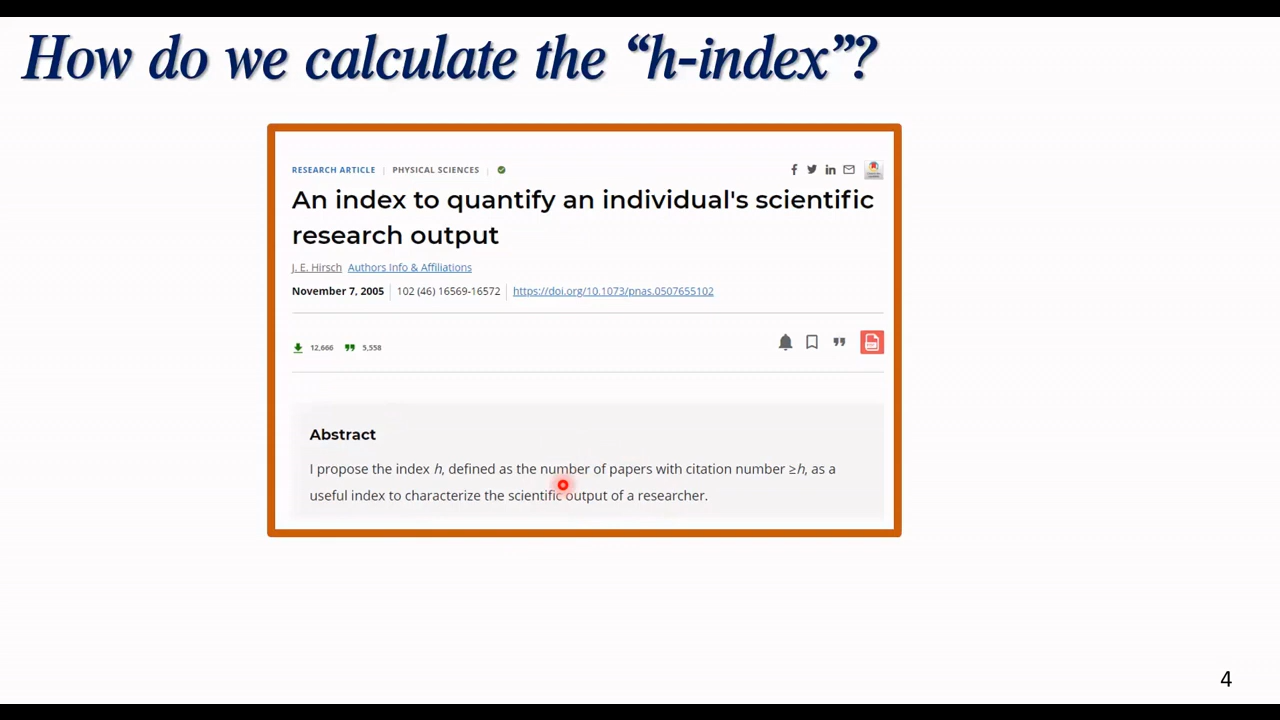 How do we calculate the “h-index”?
RESEARCH ARTICLE | PHYSICAL SCIENCES |
An index to quantify an individual's scientific
research output
J. E. Hirsch Authors Info & Affiliations
November 7, 2005 | 102 (46) 16569-16572 | https://doi.org/10.1073/pnas.0507655102
12,666 5,558
Abstract
I propose the index h, defined as the number of papers with citation number ≥h, as a
useful index to characterize the scientific output of a researcher.
4